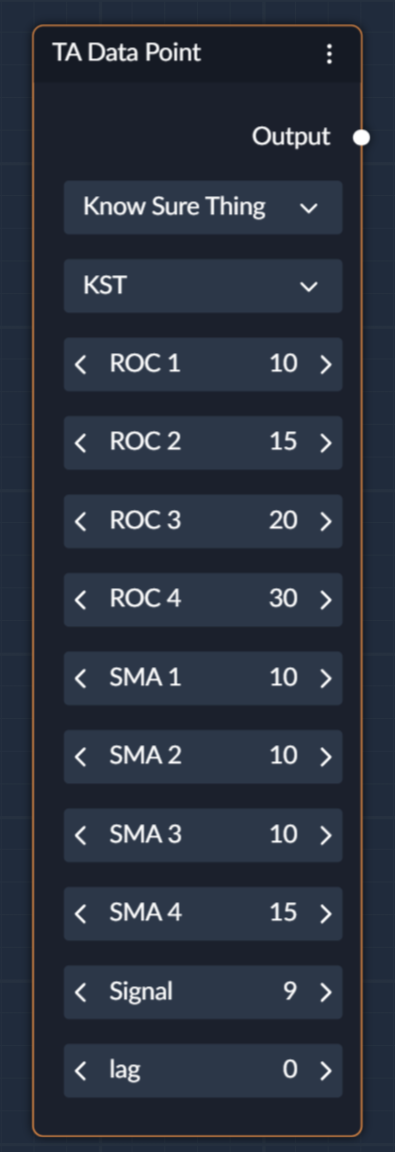 TA Data Point
Output
Know Sure Thing
KST
ROC 1 10
ROC 2 15
ROC 3 20
ROC 4 30
SMA 1 10
SMA 2 10
SMA 3 10
SMA 4 15
Signal 9
lag 0